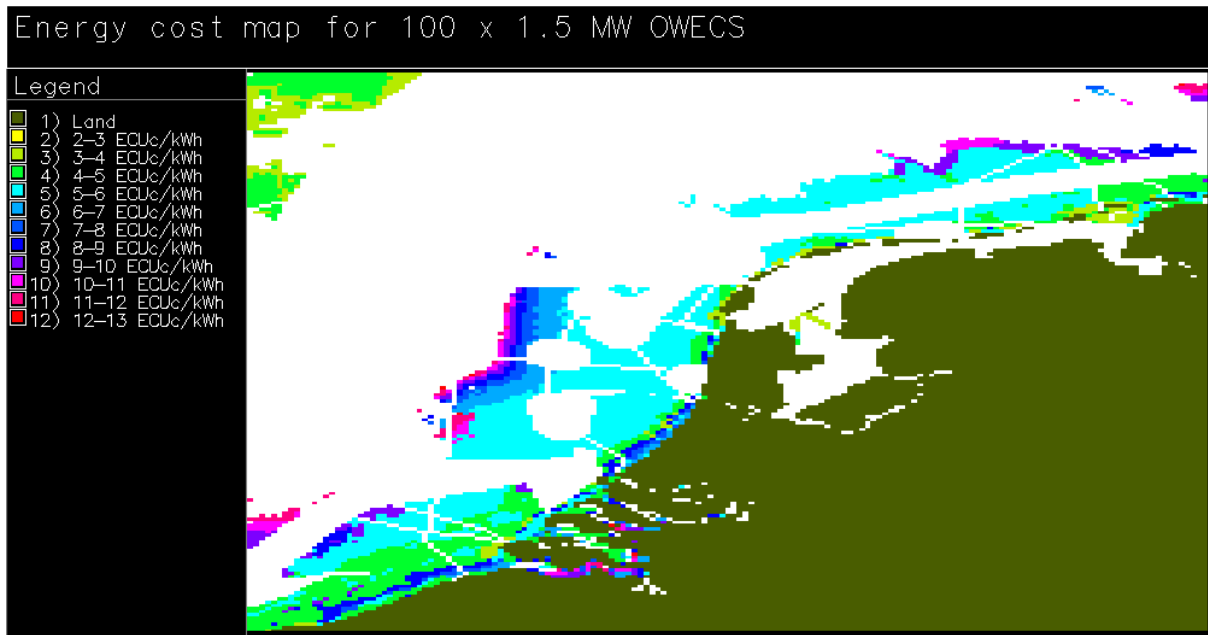 Energy cost map for 100 x 1.5 MW OWECS
Legend
1) Land
2) 2-3 ECUc/kWh
3) 3-4 ECUc/kWh
4) 4-5 ECUc/kWh
5) 5-6 ECUc/kWh
6) 6-7 ECUc/kWh
7) 7-8 ECUc/kWh
8) 8-9 ECUc/kWh
9) 9-10 ECUc/kWh
10) 10-11 ECUc/kWh
11) 11-12 ECUc/kWh
12) 12-13 ECUc/kWh